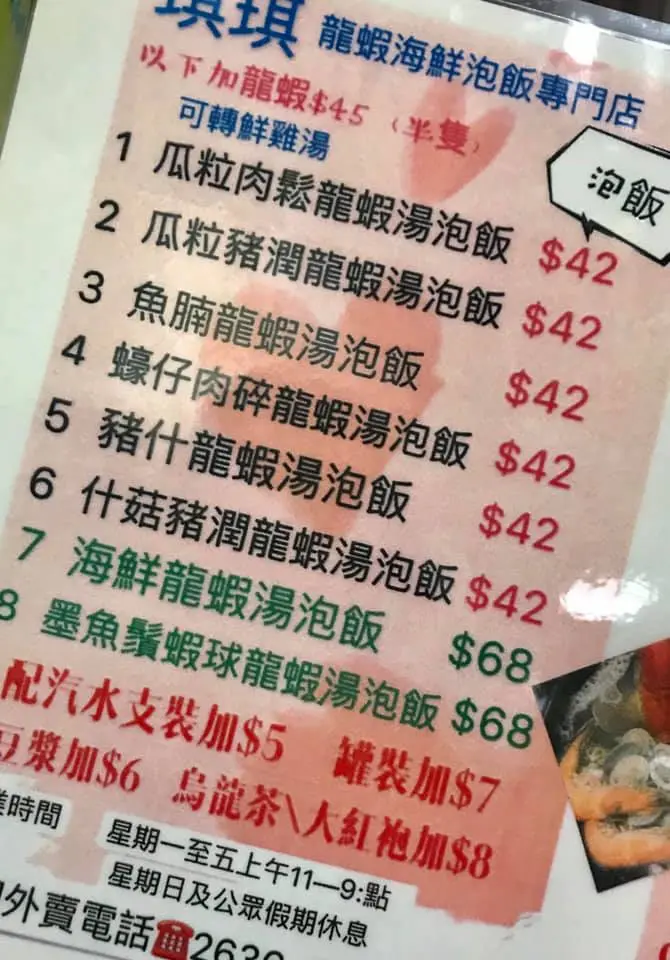 琪琪 龍蝦海鮮泡飯專門店
以下加龍蝦$45 (半隻)
可轉鮮雞湯
泡飯
1 瓜粒肉鬆龍蝦湯泡飯 $42
2 瓜粒豬潤龍蝦湯泡飯 $42
3 魚腩龍蝦湯泡飯 $42
4 蠔仔肉碎龍蝦湯泡飯 $42
5 豬什龍蝦湯泡飯 $42
6 什菇豬潤龍蝦湯泡飯 $42
7 海鮮龍蝦湯泡飯 $68
8 墨魚鬚蝦球龍蝦湯泡飯 $68
配汽水支裝加$5 罐裝加$7
豆漿加$6 烏龍茶\大紅袍加$8
業時間 星期一至五上午11—9:點
星期日及公眾假期休息
外賣電話☎263